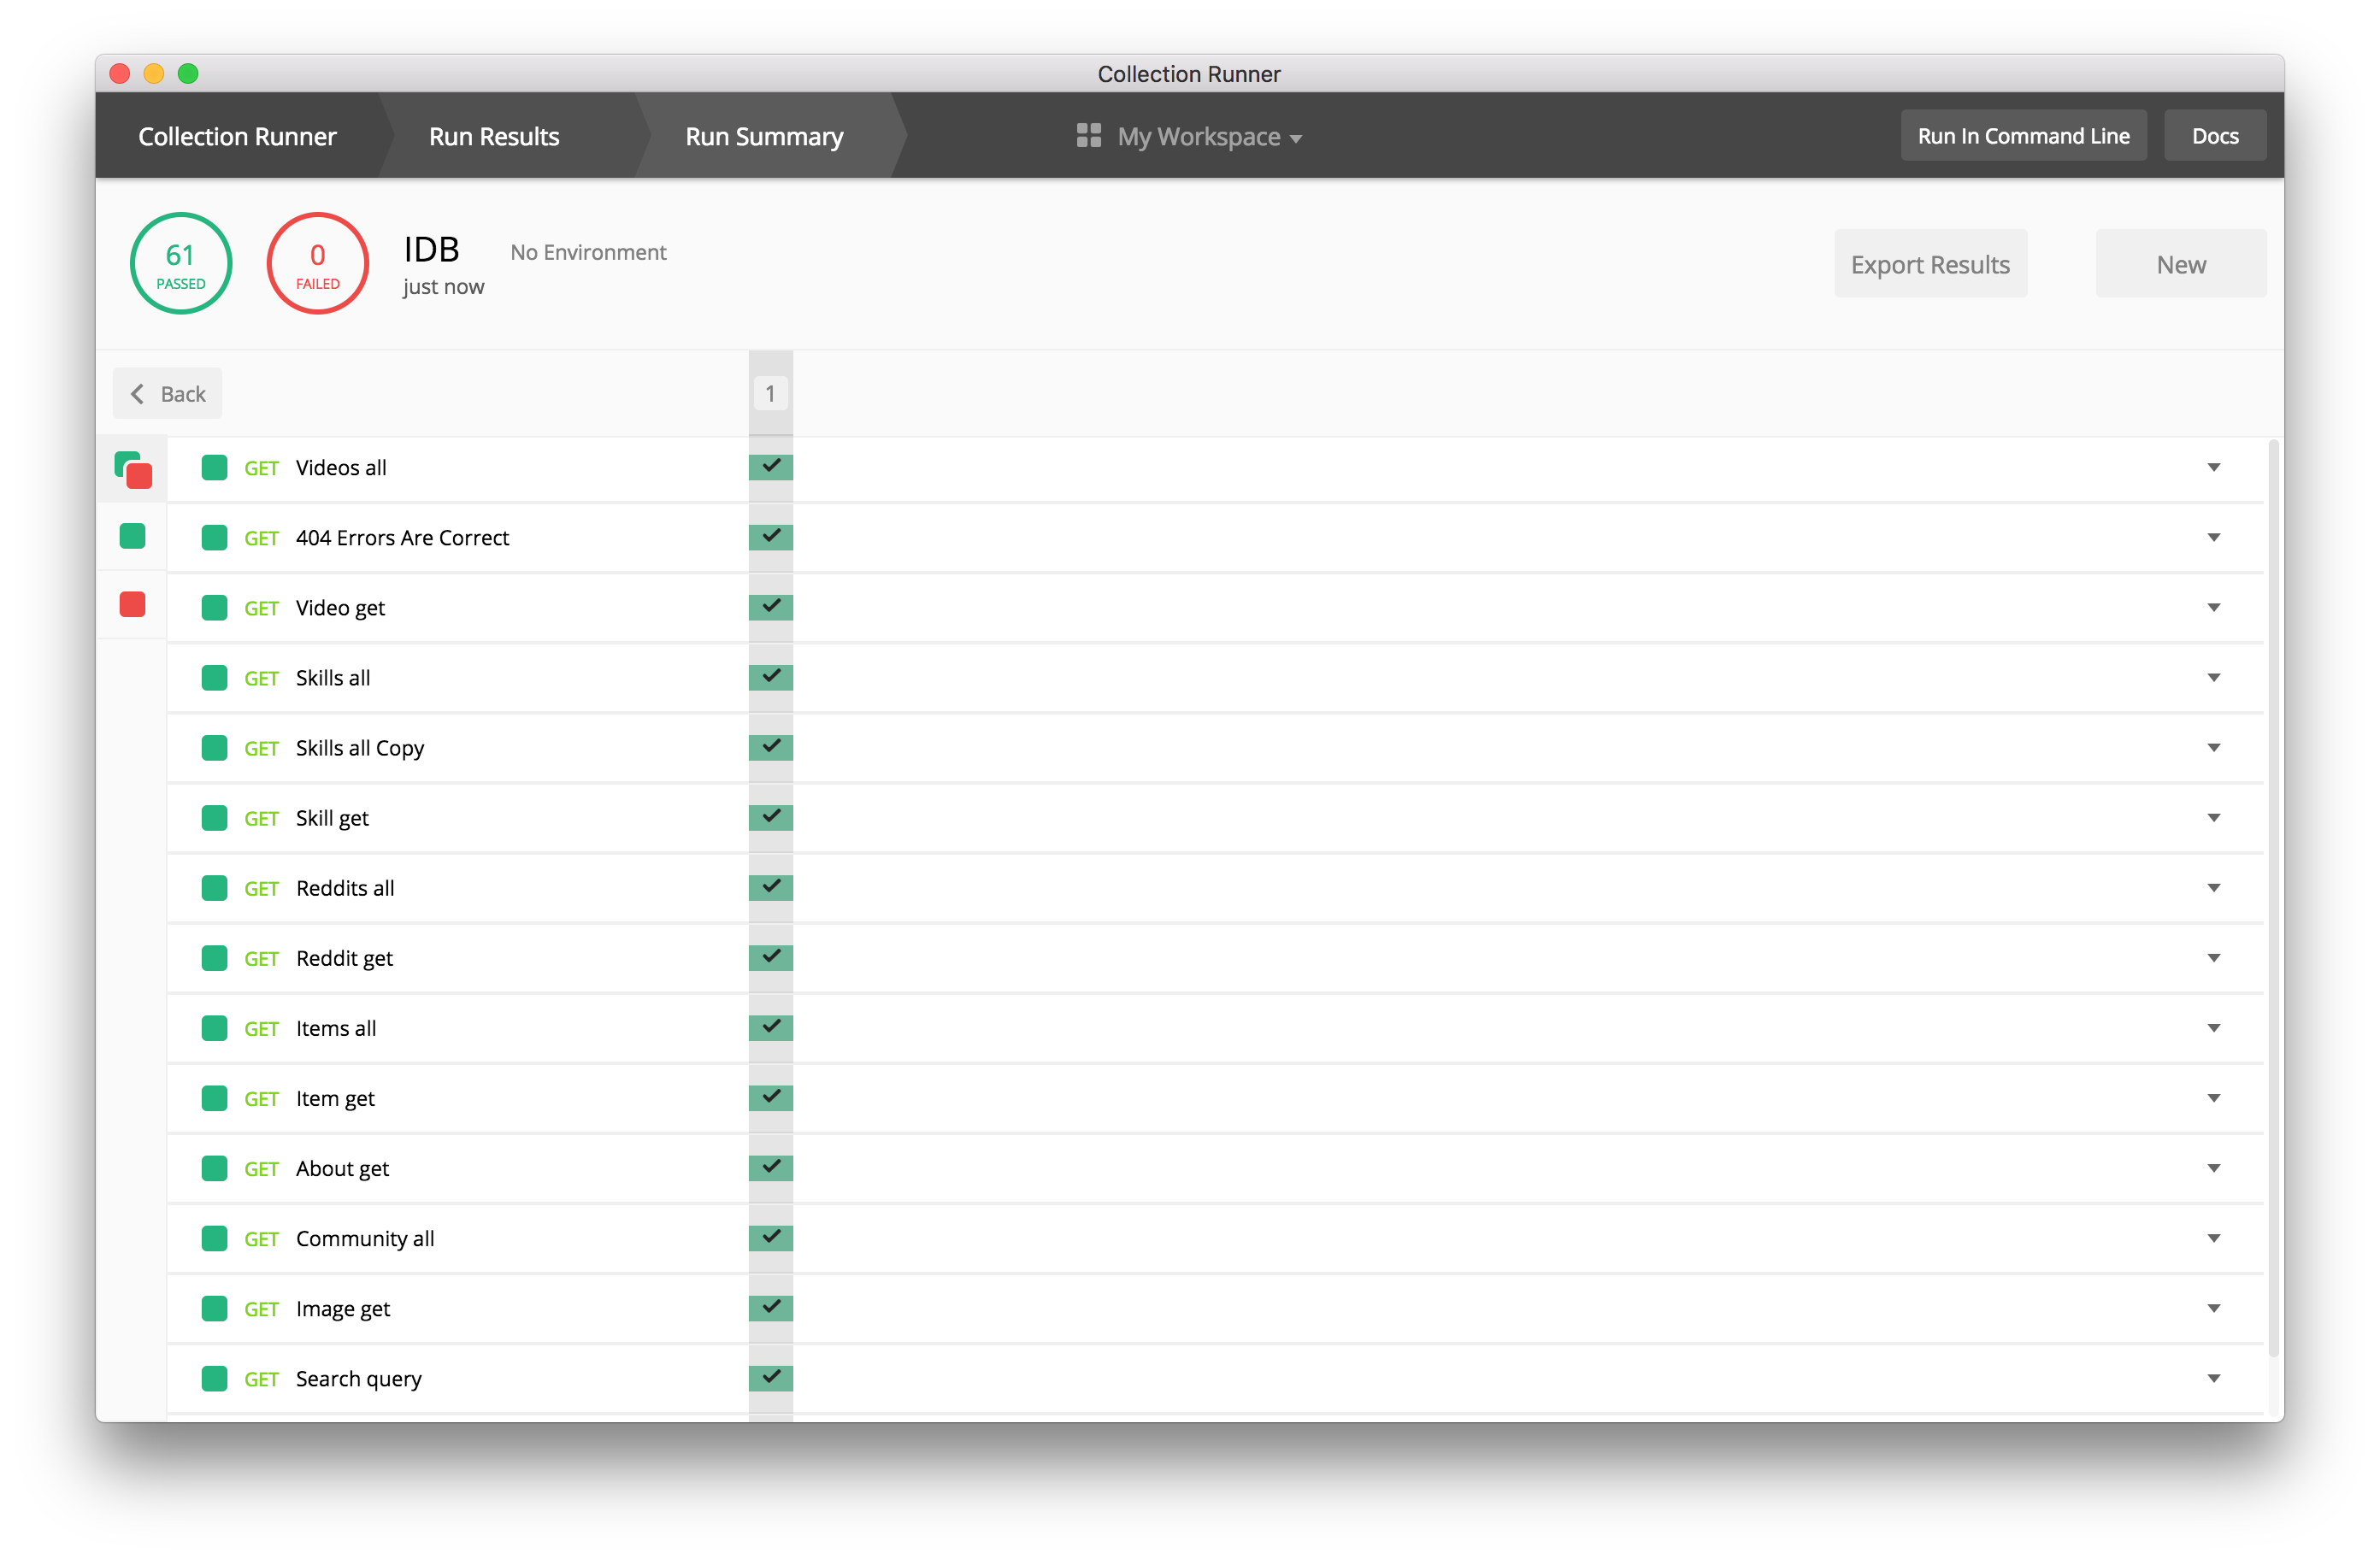 Collection Runner
Collection Runner Run Results Run Summary My Workspace Run In Command Line Docs
61 PASSED
0 FAILED
IDB No Environment
just now
Export Results New
Back 1
GET Videos all
GET 404 Errors Are Correct
GET Video get
GET Skills all
GET Skills all Copy
GET Skill get
GET Reddits all
GET Reddit get
GET Items all
GET Item get
GET About get
GET Community all
GET Image get
GET Search query